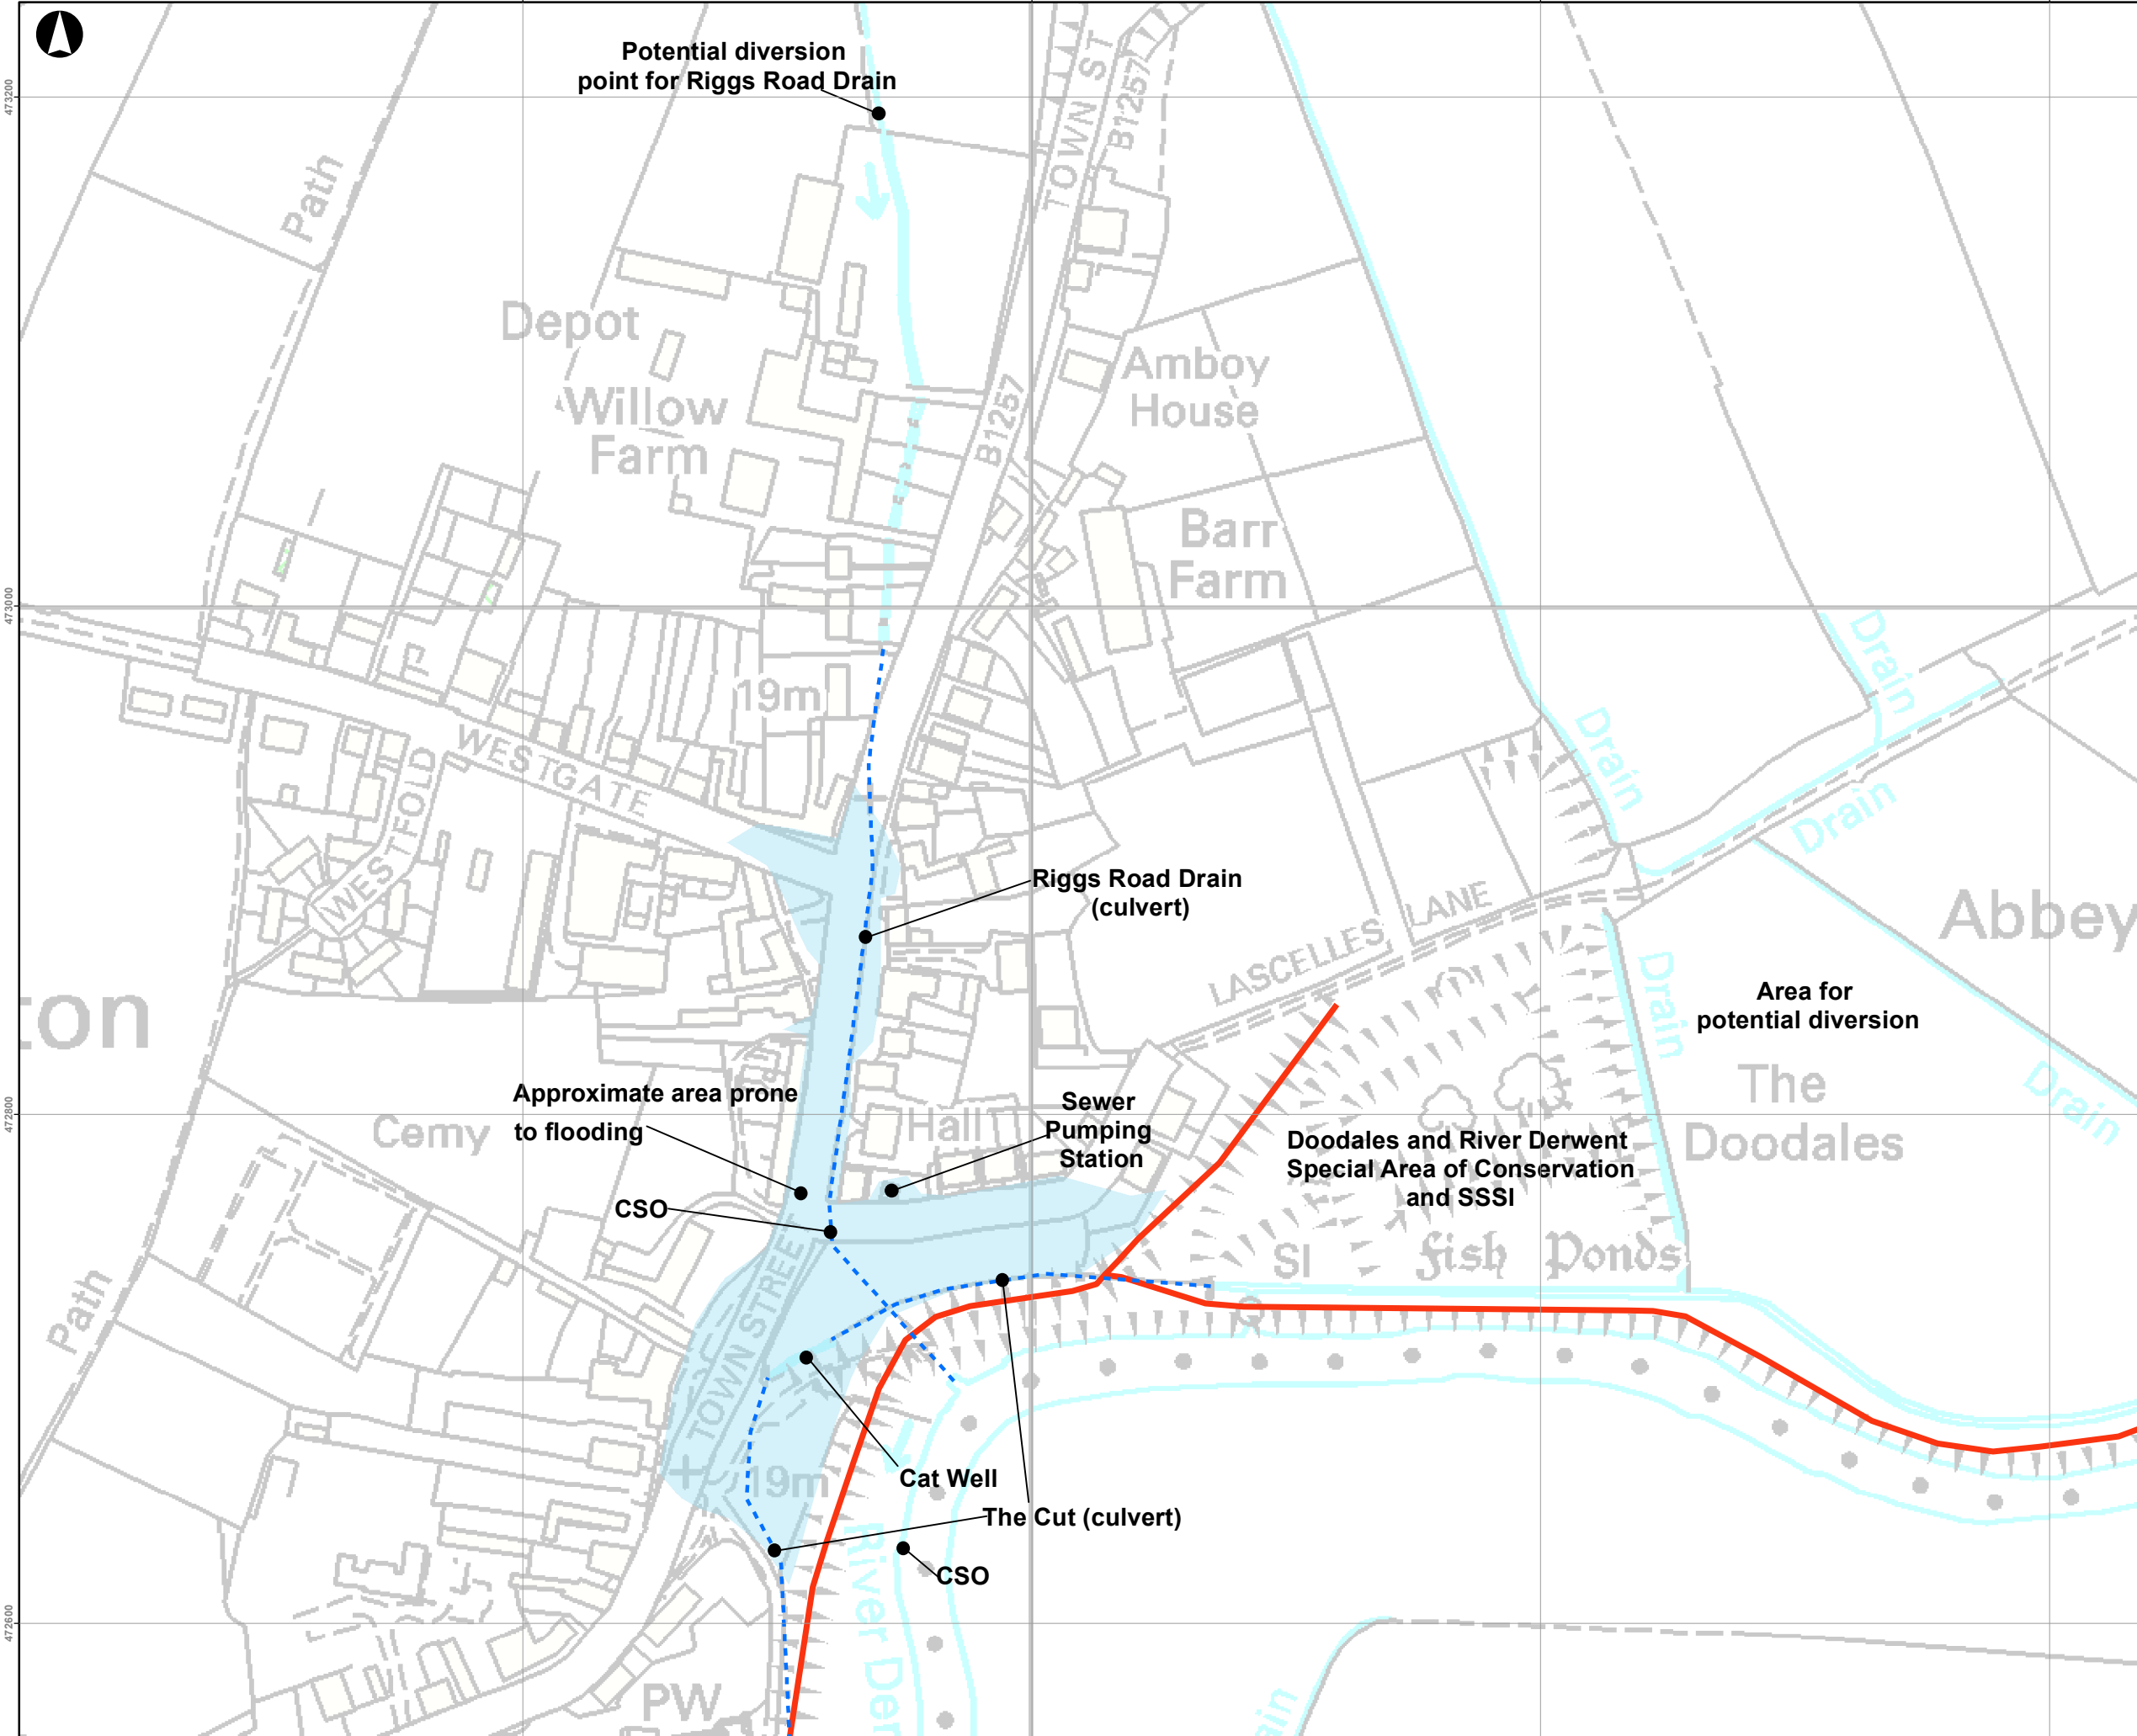 Potential diversion
point for Riggs Road Drain
473200
TOWN ST
B1257
Path
Depot
Willow
Farm
Amboy
House
B1257
Barr
Farm
473000
19m
WESTGATE
WESTFOLD
Drain
Drain
Drain
Riggs Road Drain
(culvert)
LASCELLES LANE
Abbey
ton
Drain
Area for
potential diversion
The
Doodales
Drain
Approximate area prone
to flooding
472800
Cemy
Hall
Sewer
Pumping
Station
Doodales and River Derwent
Special Area of Conservation
and SSSI
CSO
SI
fish Ponds
TOWN STREET
Path
19m
Cat Well
The Cut (culvert)
CSO
River Der
472600
PW
ain